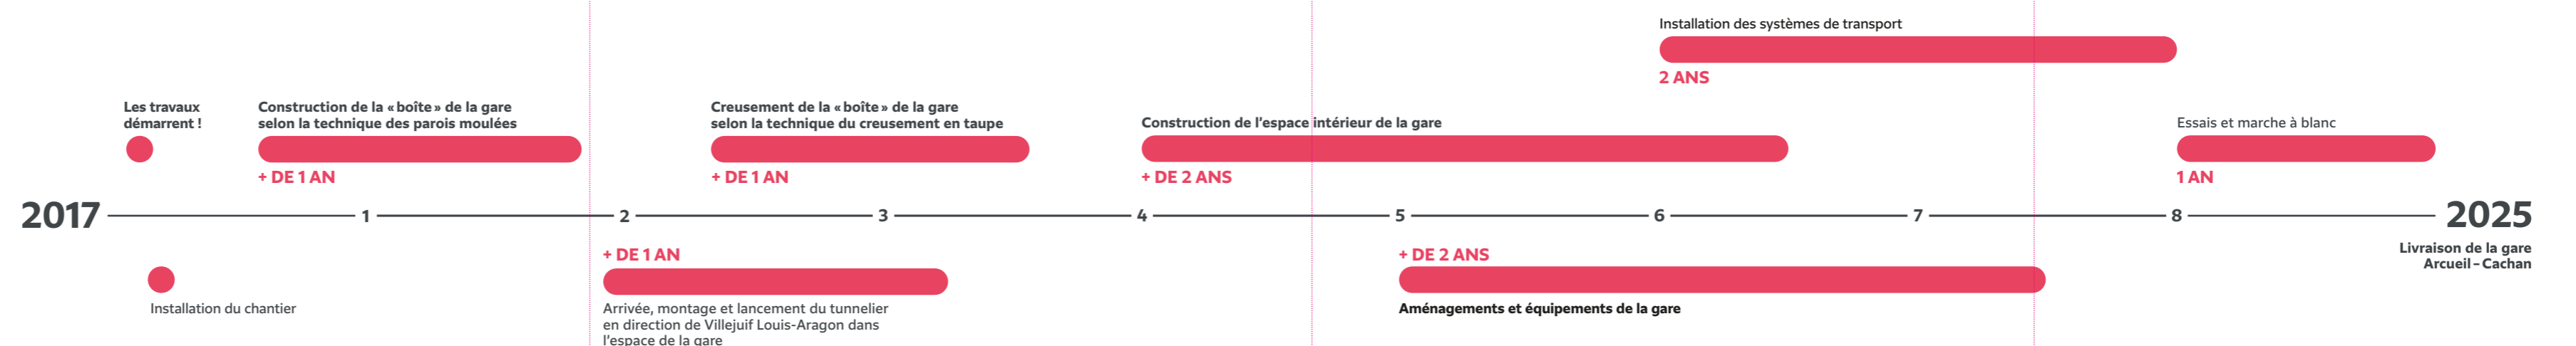 Installation des systèmes de transport
2 ANS
Les travaux
démarrent !
Construction de la « boîte » de la gare
selon la technique des parois moulées
+ DE 1 AN
Creusement de la « boîte » de la gare
selon la technique du creusement en taupe
+ DE 1 AN
Construction de l'espace intérieur de la gare
+ DE 2 ANS
Essais et marche à blanc
1 AN
2017 1 2 3 4 5 6 7 8 2025
Livraison de la gare
Arcueil – Cachan
Installation du chantier
+ DE 1 AN
Arrivée, montage et lancement du tunnelier
en direction de Villejuif Louis-Aragon dans
l'espace de la gare
+ DE 2 ANS
Aménagements et équipements de la gare